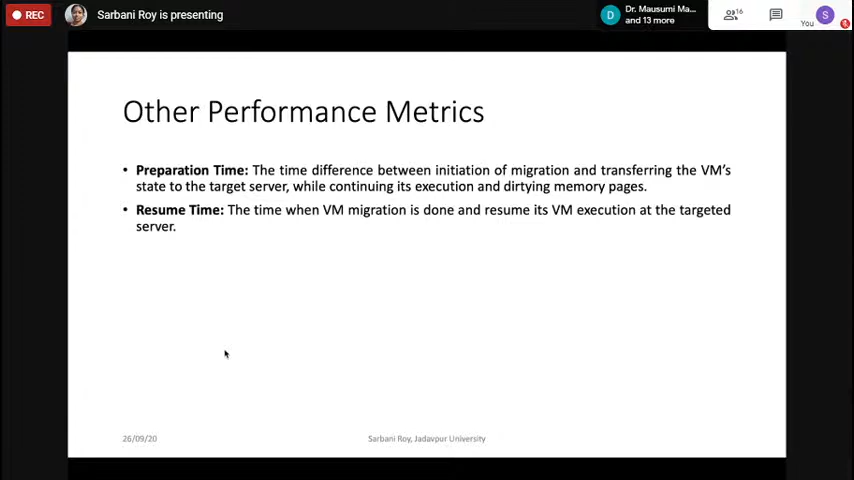 REC
Sarbani Roy is presenting
D
Dr. Mausumi Ma...
and 13 more
16
You
S
Other Performance Metrics
• Preparation Time: The time difference between initiation of migration and transferring the VM's
state to the target server, while continuing its execution and dirtying memory pages.
• Resume Time: The time when VM migration is done and resume its VM execution at the targeted
server.
26/09/20
Sarbani Roy, Jadavpur University